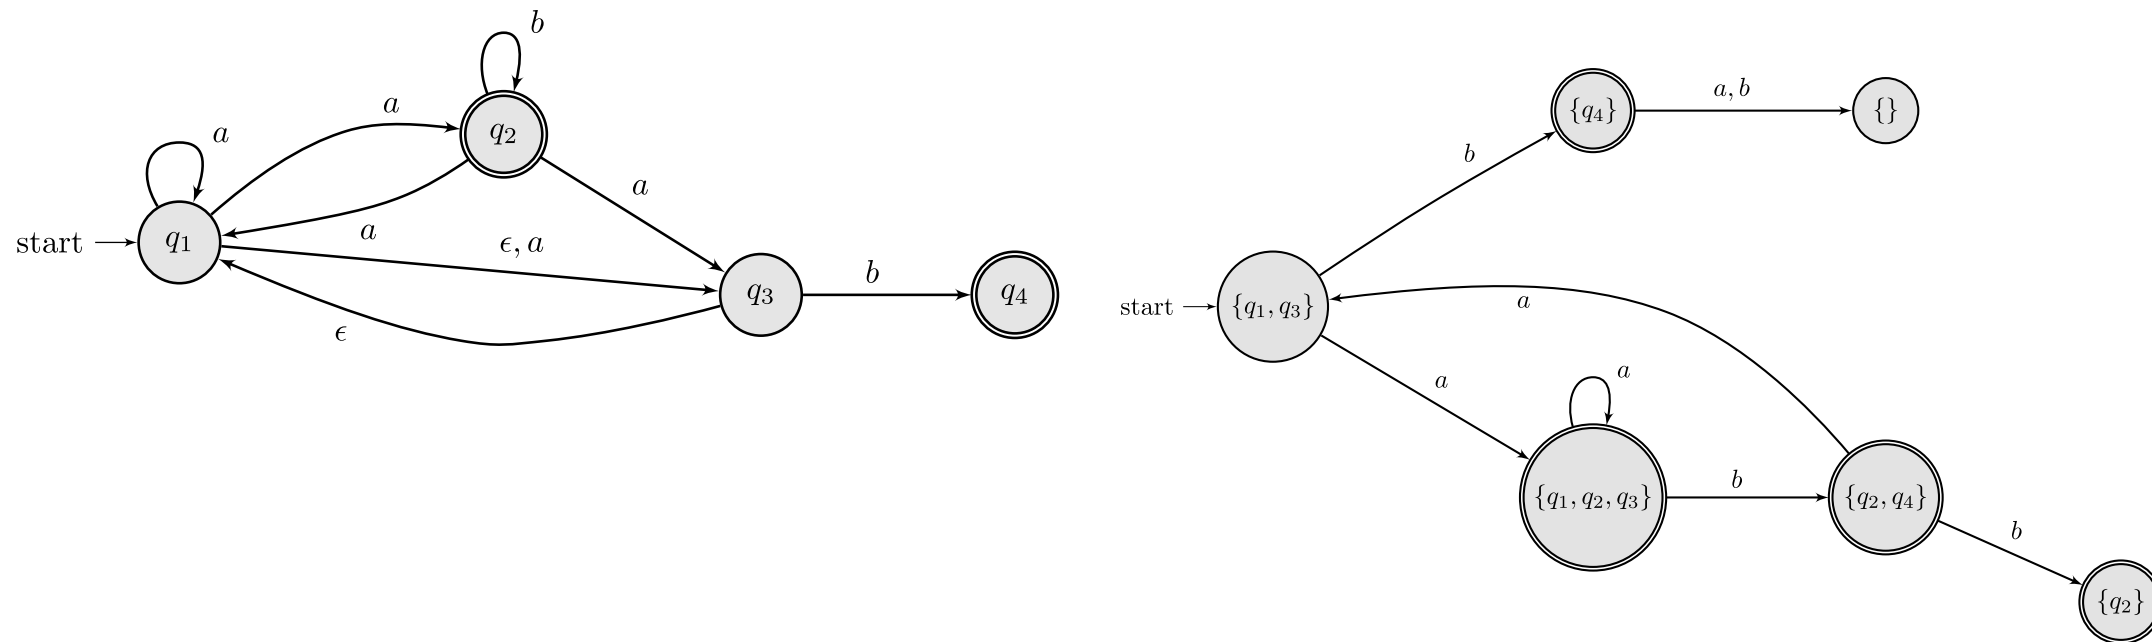 b
a
q₂
a
a
start
q₁
a
ϵ, a
q₃
b
q₄
ϵ
{q₄}
a, b
{}
b
start
{q₁, q₃}
a
a
a
{q₁, q₂, q₃}
b
{q₂, q₄}
b
{q₂}